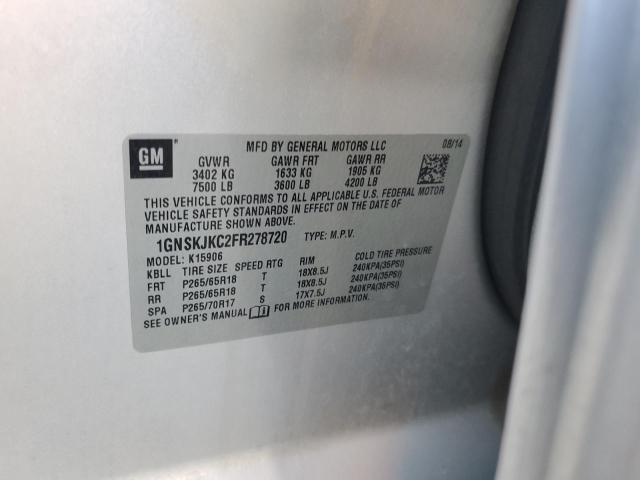 GM MFD BY GENERAL MOTORS LLC 08/14
GVWR GAWR FRT GAWR RR
3402 KG 1633 KG 1905 KG
7500 LB 3600 LB 4200 LB
THIS VEHICLE CONFORMS TO ALL APPLICABLE U.S. FEDERAL MOTOR
VEHICLE SAFETY STANDARDS IN EFFECT ON THE DATE OF
MANUFACTURE SHOWN ABOVE.
1GNSKJKC2FR278720 TYPE: M.P.V.
MODEL: K15906
KBLL TIRE SIZE SPEED RTG RIM COLD TIRE PRESSURE
FRT P265/65R18 T 18X8.5J 240KPA(35PSI)
RR P265/65R18 T 18X8.5J 240KPA(35PSI)
SPA P265/70R17 S 17X7.5J 240KPA(35PSI)
SEE OWNER'S MANUAL FOR MORE INFORMATION.